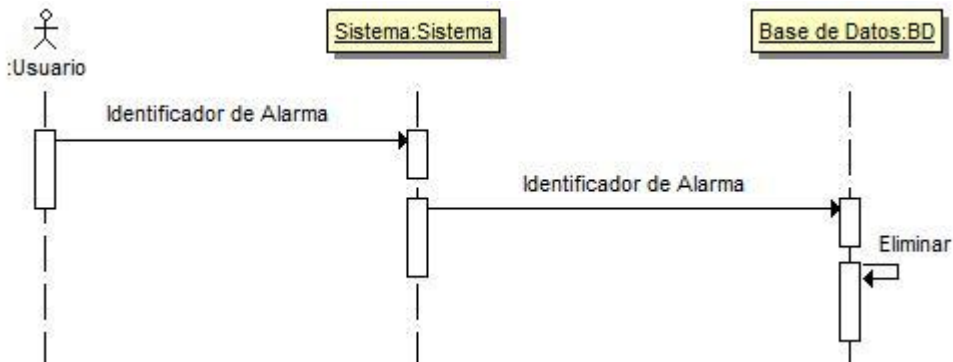 Sistema:Sistema
Base de Datos:BD
:Usuario
Identificador de Alarma
Identificador de Alarma
Eliminar